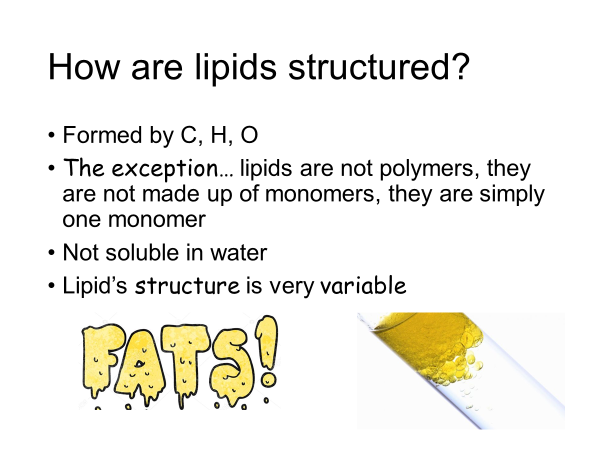 How are lipids structured?
• Formed by C, H, O
• The exception… lipids are not polymers, they
are not made up of monomers, they are simply
one monomer
• Not soluble in water
• Lipid’s structure is very variable
FATS!